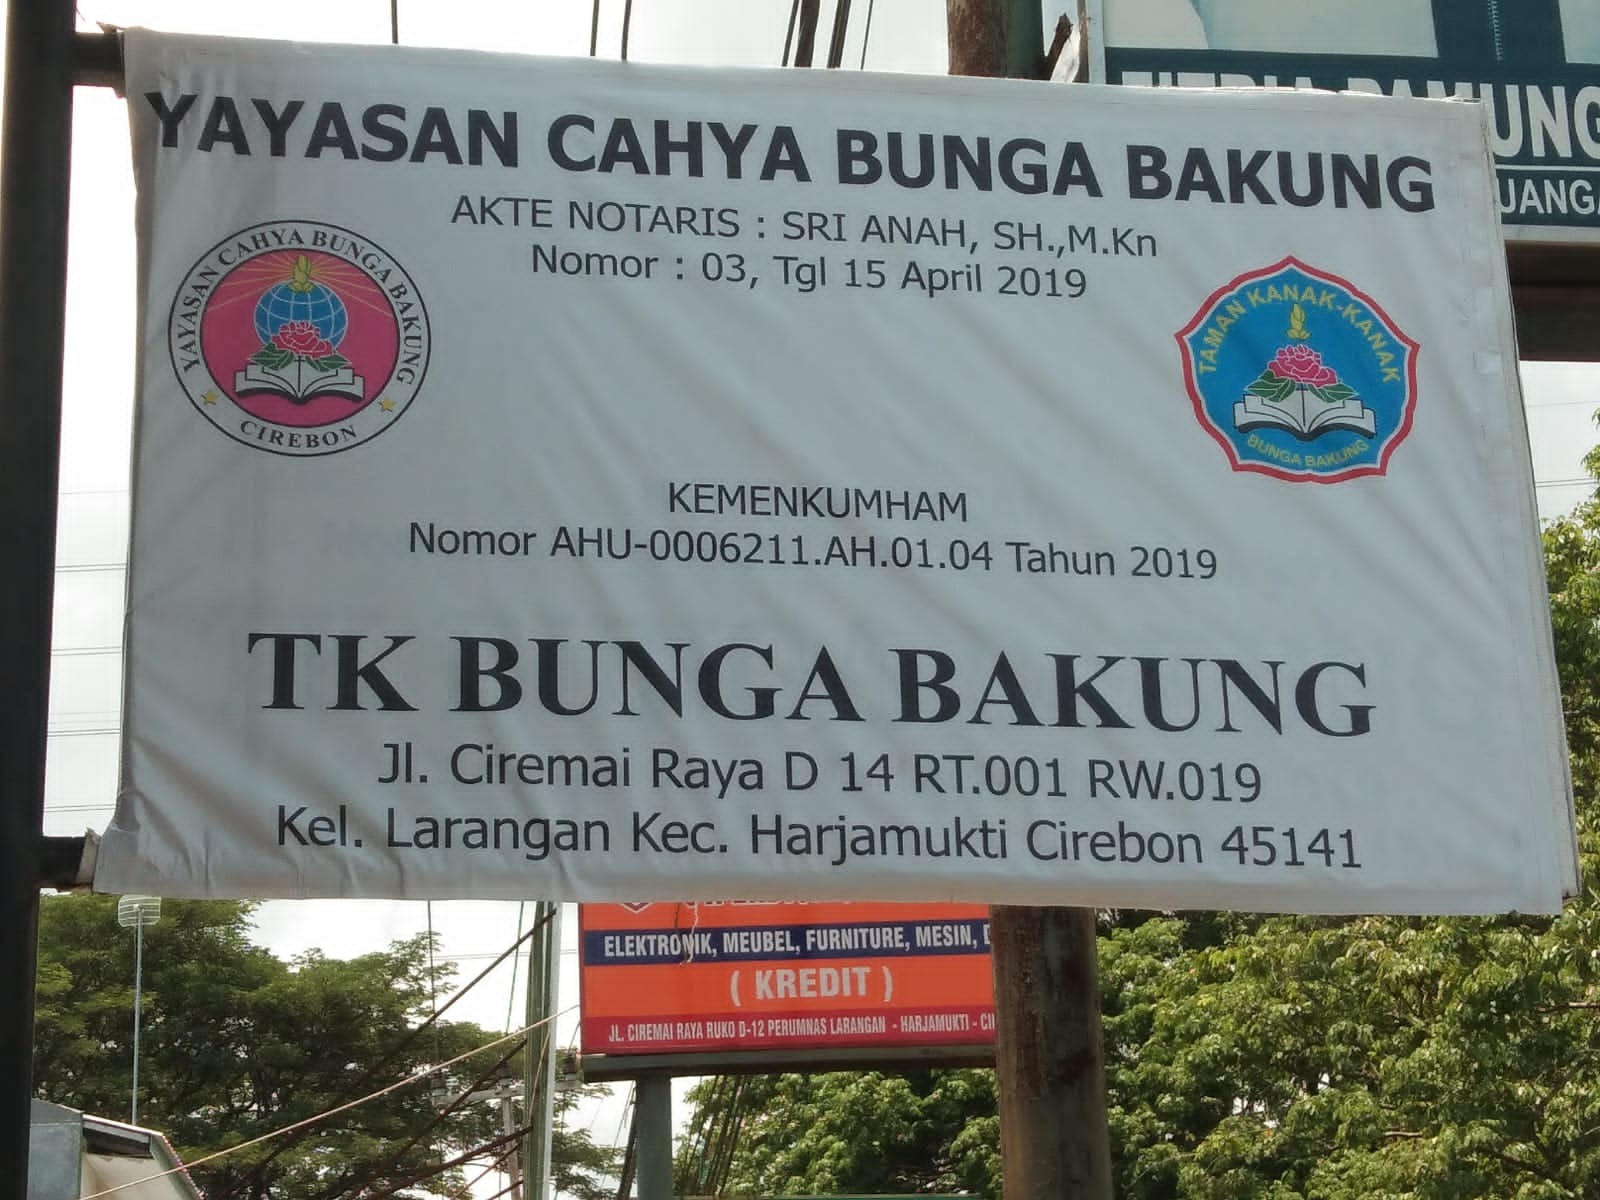 YAYASAN CAHYA BUNGA BAKUNG
AKTE NOTARIS : SRI ANAH, SH.,M.Kn
Nomor : 03, Tgl 15 April 2019
YAYASAN CAHYA BUNGA BAKUNG
CIREBON
TAMAN KANAK-KANAK
BUNGA BAKUNG
KEMENKUMHAM
Nomor AHU-0006211.AH.01.04 Tahun 2019
TK BUNGA BAKUNG
Jl. Ciremai Raya D 14 RT.001 RW.019
Kel. Larangan Kec. Harjamukti Cirebon 45141
ELEKTRONIK, MEUBEL, FURNITURE, MESIN,
( KREDIT )
JL. CIREMAI RAYA RUKO D-12 PERUMNAS LARANGAN - HARJAMUKTI -